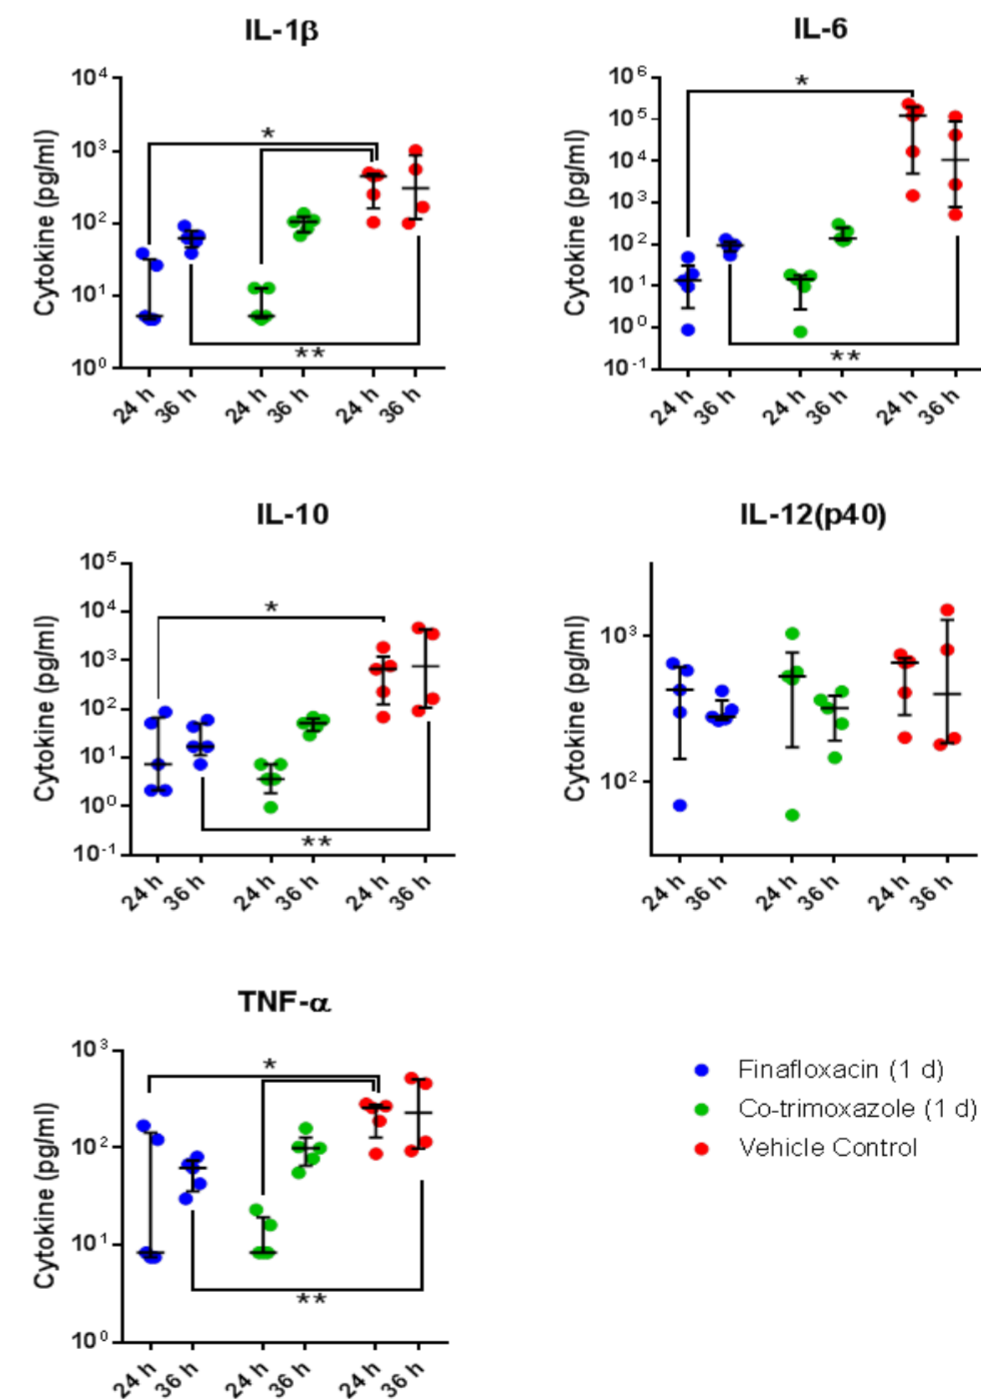 IL-1β
Cytokine (pg/ml)
10⁴
10³
10²
10¹
10⁰
*
**
24 h
36 h
24 h
36 h
24 h
36 h
IL-6
Cytokine (pg/ml)
10⁶
10⁵
10⁴
10³
10²
10¹
10⁰
10⁻¹
*
**
24 h
36 h
24 h
36 h
24 h
36 h
IL-10
Cytokine (pg/ml)
10⁵
10⁴
10³
10²
10¹
10⁰
10⁻¹
*
**
24 h
36 h
24 h
36 h
24 h
36 h
IL-12(p40)
Cytokine (pg/ml)
10³
10²
24 h
36 h
24 h
36 h
24 h
36 h
TNF-α
Cytokine (pg/ml)
10³
10²
10¹
10⁰
*
**
24 h
36 h
24 h
36 h
24 h
36 h
Finafloxacin (1 d)
Co-trimoxazole (1 d)
Vehicle Control